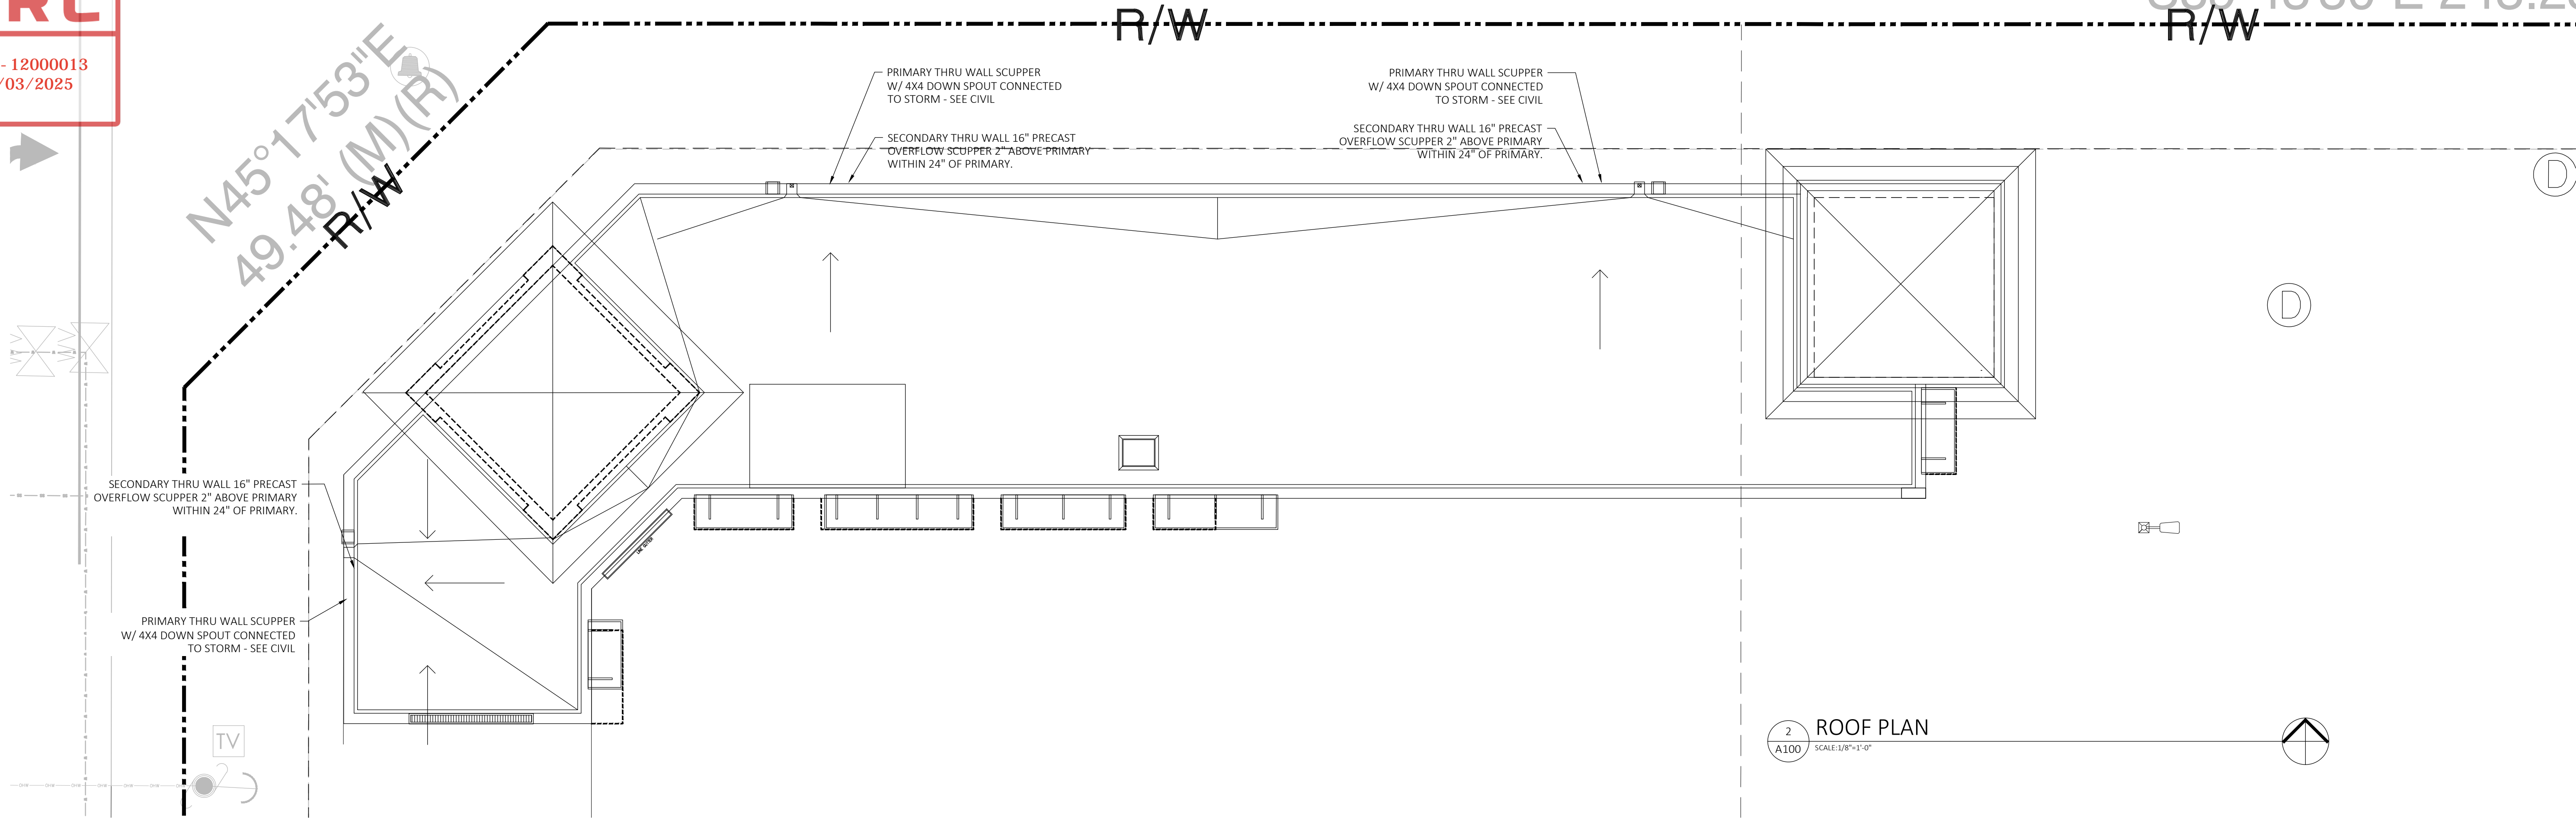 - 12000013
/03/2025
N45°17'53"E
49.48' (M)(R)
R/W
R/W
R/W
PRIMARY THRU WALL SCUPPER
W/ 4X4 DOWN SPOUT CONNECTED
TO STORM - SEE CIVIL
SECONDARY THRU WALL 16" PRECAST
OVERFLOW SCUPPER 2" ABOVE PRIMARY
WITHIN 24" OF PRIMARY.
PRIMARY THRU WALL SCUPPER
W/ 4X4 DOWN SPOUT CONNECTED
TO STORM - SEE CIVIL
SECONDARY THRU WALL 16" PRECAST
OVERFLOW SCUPPER 2" ABOVE PRIMARY
WITHIN 24" OF PRIMARY.
D
D
SECONDARY THRU WALL 16" PRECAST
OVERFLOW SCUPPER 2" ABOVE PRIMARY
WITHIN 24" OF PRIMARY.
PRIMARY THRU WALL SCUPPER
W/ 4X4 DOWN SPOUT CONNECTED
TO STORM - SEE CIVIL
TV
2
A100
ROOF PLAN
SCALE:1/8"=1'-0"